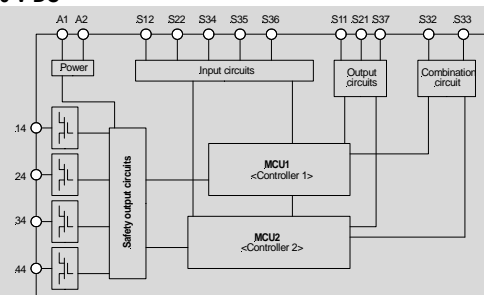 A1 A2 S12 S22 S34 S35 S36 S11 S21 S37 S32 S33
Power
Input circuits
Output
circuits
Combination
circuit
14
24
34
44
Safety output circuits
MCU1
<Controller 1>
MCU2
<Controller 2>